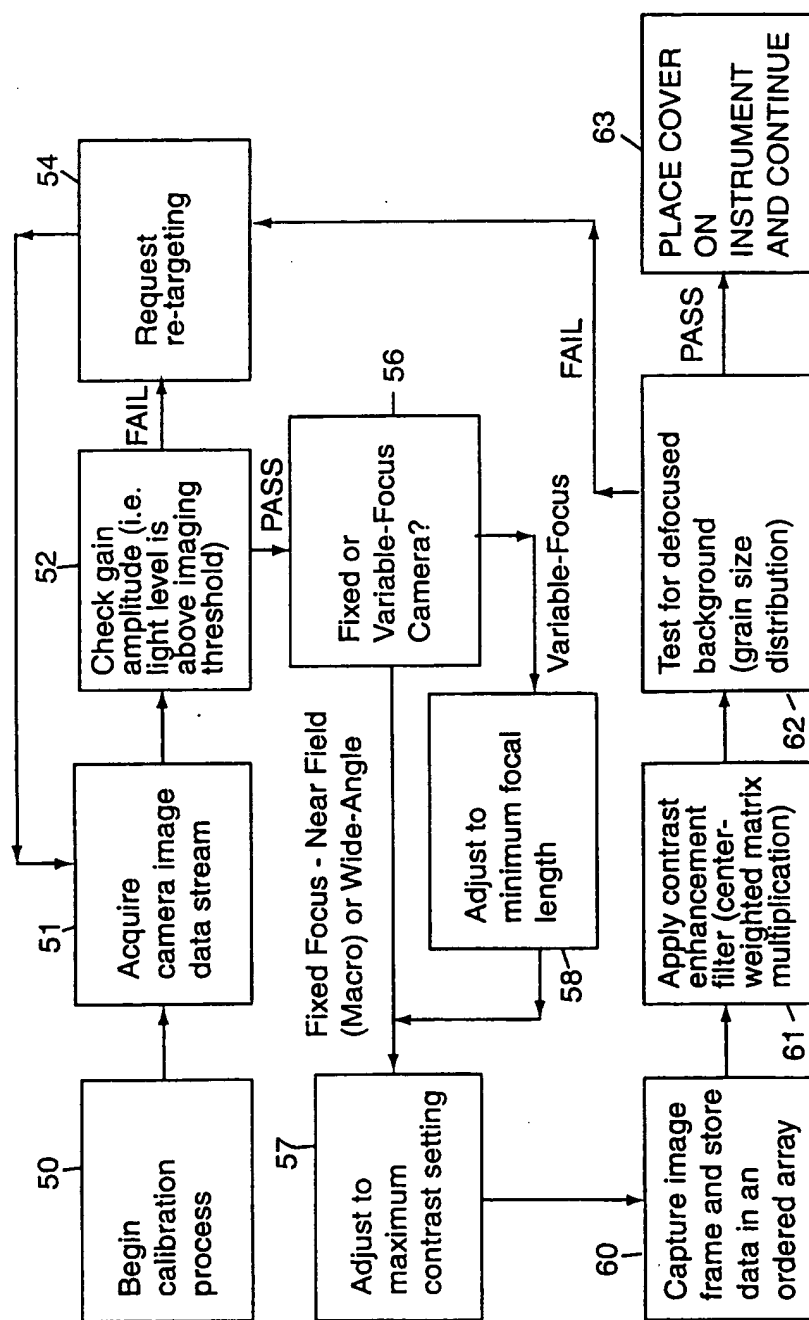 50
Begin
calibration
process
51
Acquire
camera image
data stream
52
Check gain
amplitude (i.e.
light level is
above imaging
threshold)
FAIL
54
Request
re-targeting
PASS
56
Fixed or
Variable-Focus
Camera?
Fixed Focus - Near Field
(Macro) or Wide-Angle
Variable-Focus
Adjust to
minimum focal
length
58
57
Adjust to
maximum
contrast setting
60
Capture image
frame and store
data in an
ordered array
61
Apply contrast
enhancement
filter (center-
weighted matrix
multiplication)
62
Test for defocused
background
(grain size
distribution)
FAIL
PASS
63
PLACE COVER
ON
INSTRUMENT
AND CONTINUE